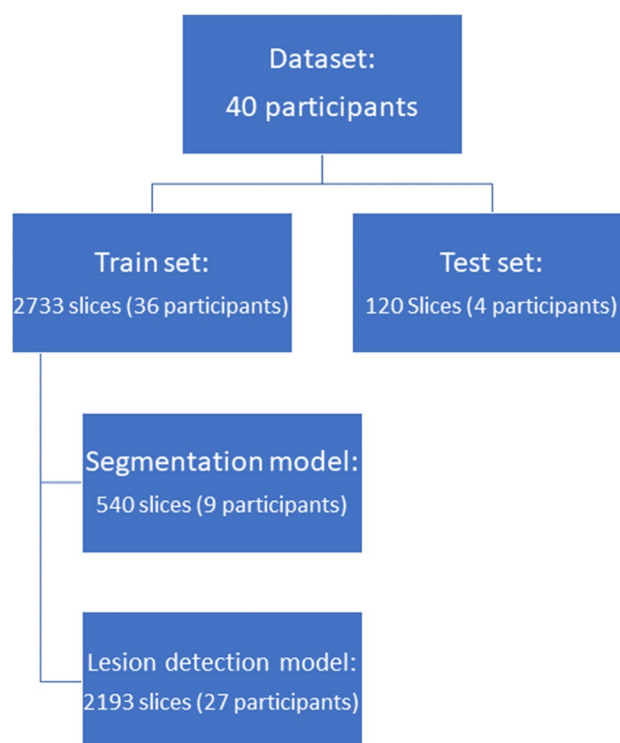 Dataset:
40 participants
Train set:
2733 slices (36 participants)
Test set:
120 Slices (4 participants)
Segmentation model:
540 slices (9 participants)
Lesion detection model:
2193 slices (27 participants)